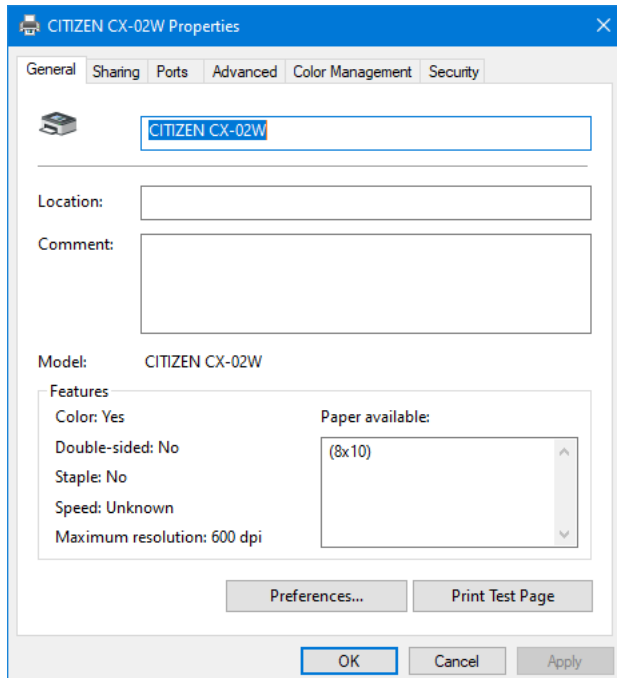 CITIZEN CX-02W Properties
General Sharing Ports Advanced Color Management Security
CITIZEN CX-02W
Location:
Comment:
Model: CITIZEN CX-02W
Features
Color: Yes
Double-sided: No
Staple: No
Speed: Unknown
Maximum resolution: 600 dpi
Paper available:
(8x10)
Preferences... Print Test Page
OK Cancel Apply